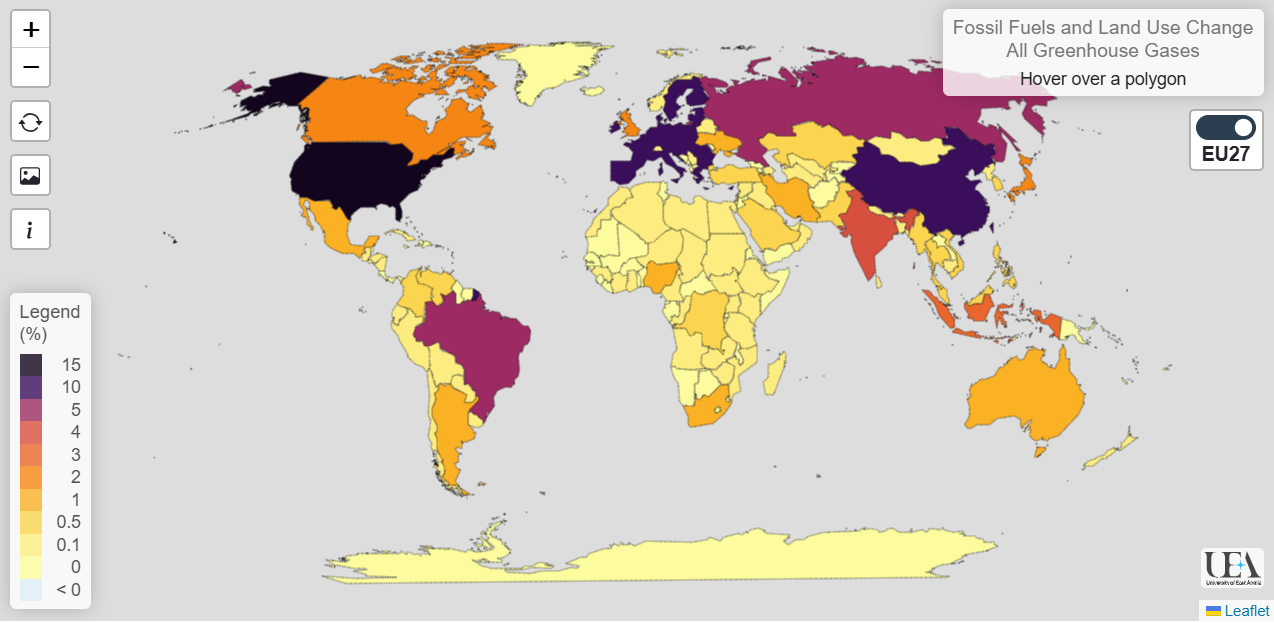 +
−
i
Fossil Fuels and Land Use Change
All Greenhouse Gases
Hover over a polygon
EU27
Legend
(%)
15
10
5
4
3
2
1
0.5
0.1
0
< 0
UEA
University of East Anglia
Leaflet